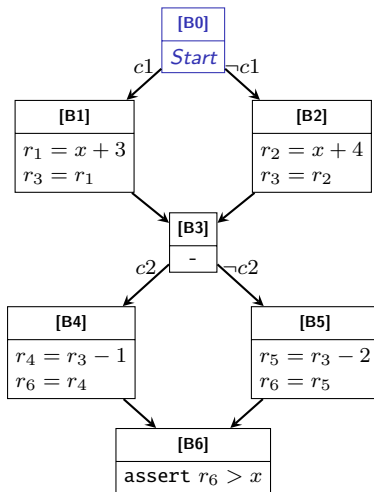 [B0]
Start
c1 ¬c1
[B1] [B2]
r₁ = x + 3 r₂ = x + 4
r₃ = r₁ r₃ = r₂
[B3]
-
c2 ¬c2
[B4] [B5]
r₄ = r₃ − 1 r₅ = r₃ − 2
r₆ = r₄ r₆ = r₅
[B6]
assert r₆ > x